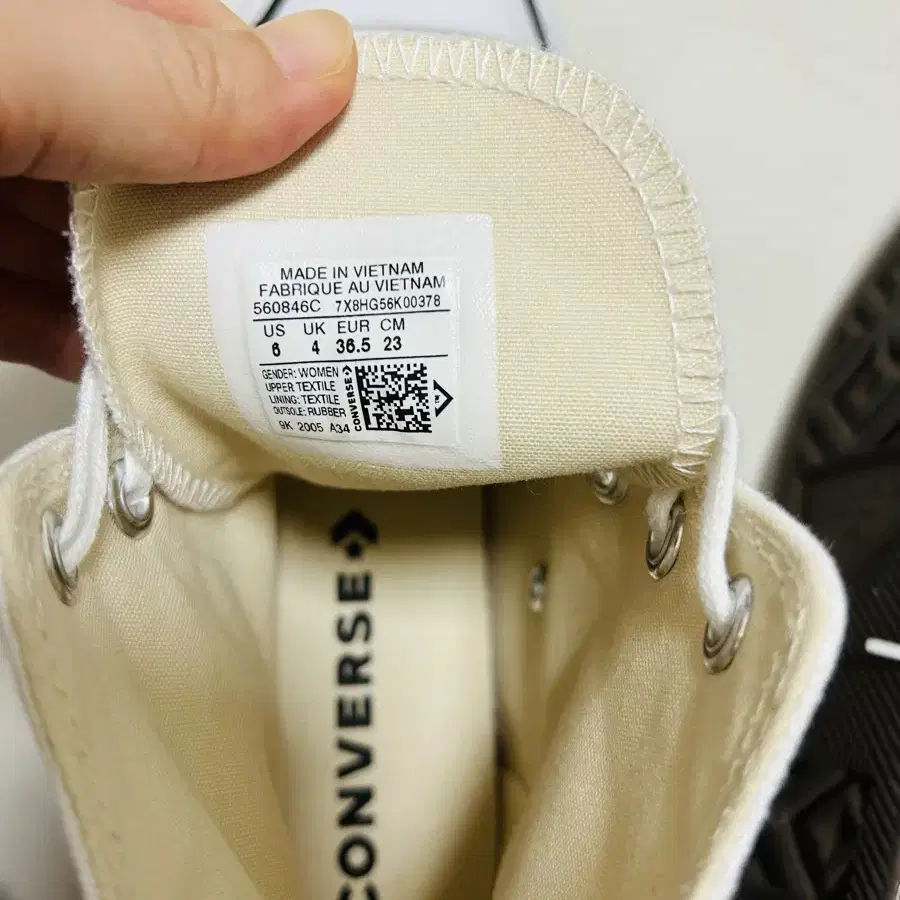 MADE IN VIETNAM
FABRIQUE AU VIETNAM
560846C 7X8HG56K00378
US UK EUR CM
6 4 36.5 23
GENDER: WOMEN
UPPER TEXTILE
LINING: TEXTILE
OUTSOLE: RUBBER
9K 2005 A34
CONVERSE
TM
CONVERSE